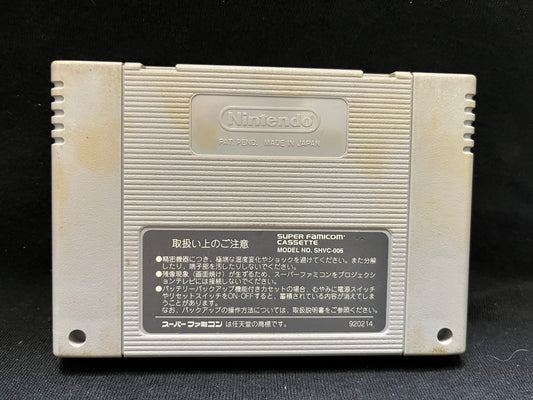 Nintendo
PAT. PEND. MADE IN JAPAN
取扱い上のご注意
SUPER FAMICOM
CASSETTE
MODEL NO. SHVC-006
●精密機器につき、極端な温度変化やショックを避けてください。また分解
したり、端子部を汚したりしないでください。
●残像現象（画面焼け）が生ずるため、スーパーファミコンをプロジェクシ
ョンテレビには接続しないでください。
●バッテリーバックアップ機能付きカセットの場合、むやみに電源スイッチ
やリセットスイッチをON・OFFすると、蓄積されている内容が消えてしま
うことがあります。
なお、バックアップの操作方法については、取扱説明書をご参照ください。
スーパーファミコン は任天堂の商標です。
920214